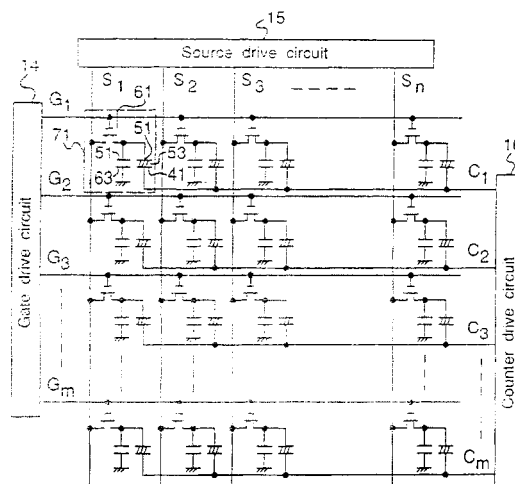 15
Source drive circuit
14
S1 S2 S3 Sn
61
G1
71
51 51 53
63 41
C1
16
G2
C2
G3
C3
Gm
Cm
Gate drive circuit
Counter drive circuit